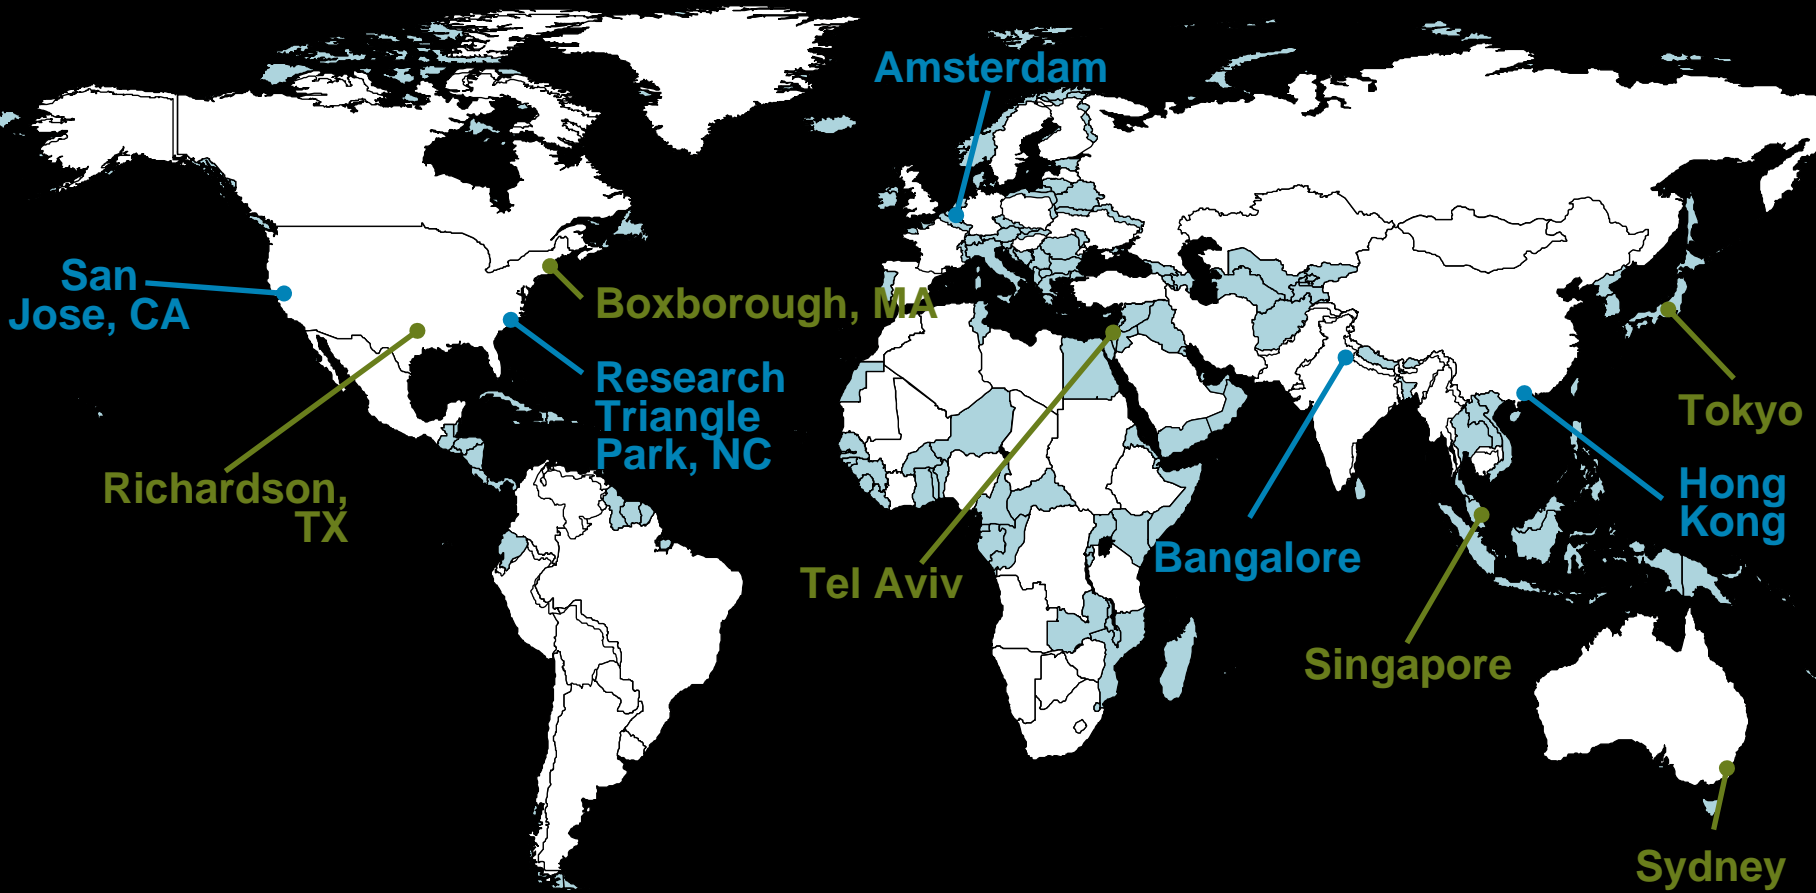 Amsterdam
San
Jose, CA
Boxborough, MA
Research
Triangle
Park, NC
Richardson,
TX
Tel Aviv
Bangalore
Tokyo
Hong
Kong
Singapore
Sydney